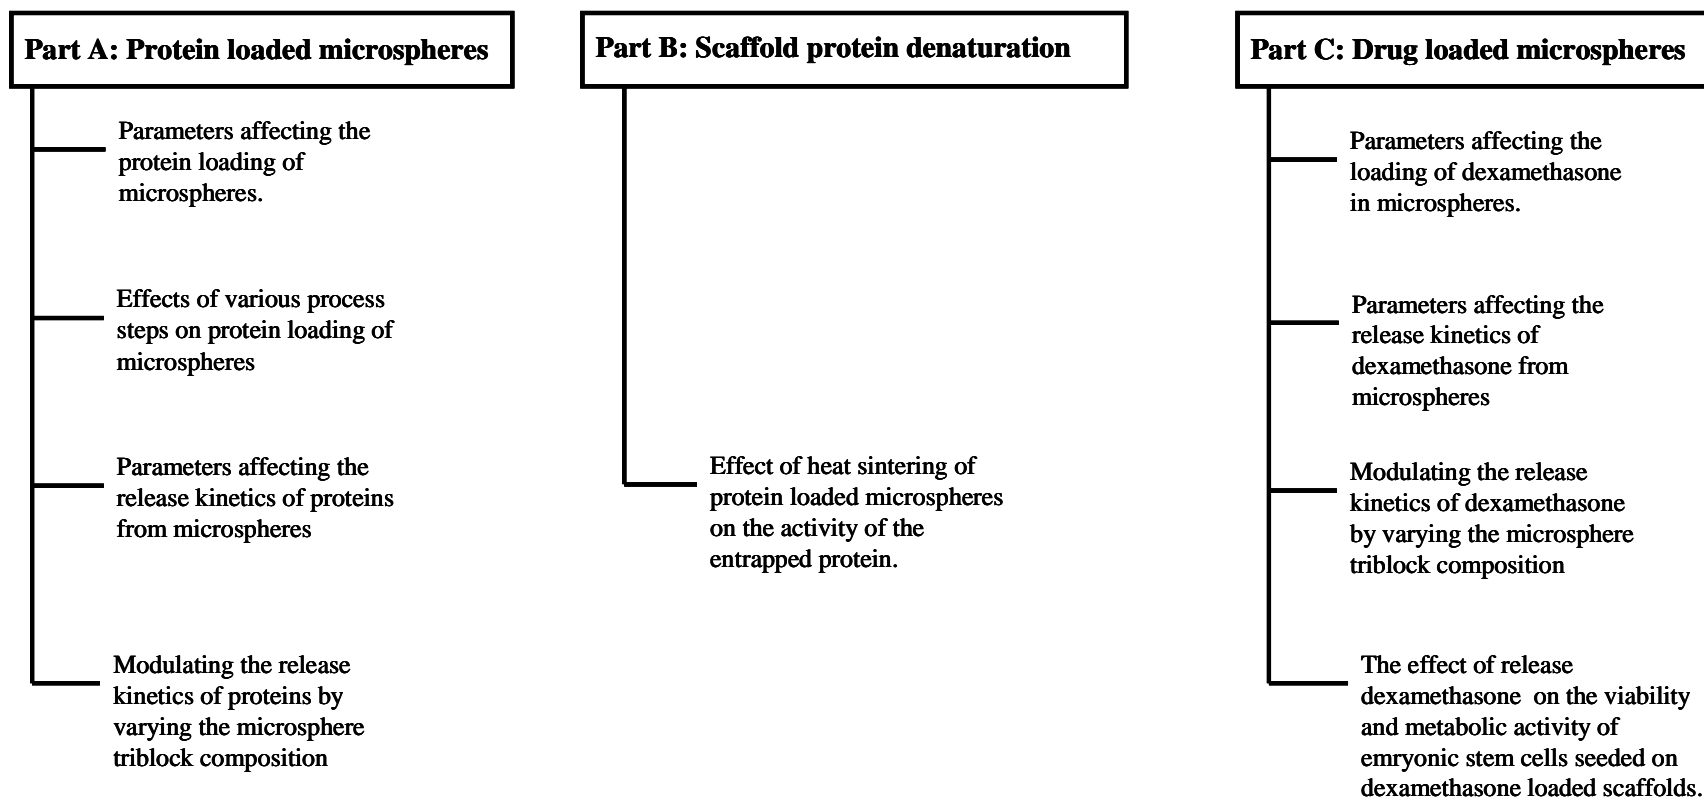 Part A: Protein loaded microspheres
Parameters affecting the
protein loading of
microspheres.
Effects of various process
steps on protein loading of
microspheres
Parameters affecting the
release kinetics of proteins
from microspheres
Modulating the release
kinetics of proteins by
varying the microsphere
triblock composition
Part B: Scaffold protein denaturation
Effect of heat sintering of
protein loaded microspheres
on the activity of the
entrapped protein.
Part C: Drug loaded microspheres
Parameters affecting the
loading of dexamethasone
in microspheres.
Parameters affecting the
release kinetics of
dexamethasone from
microspheres
Modulating the release
kinetics of dexamethasone
by varying the microsphere
triblock composition
The effect of release
dexamethasone on the viability
and metabolic activity of
emryonic stem cells seeded on
dexamethasone loaded scaffolds.